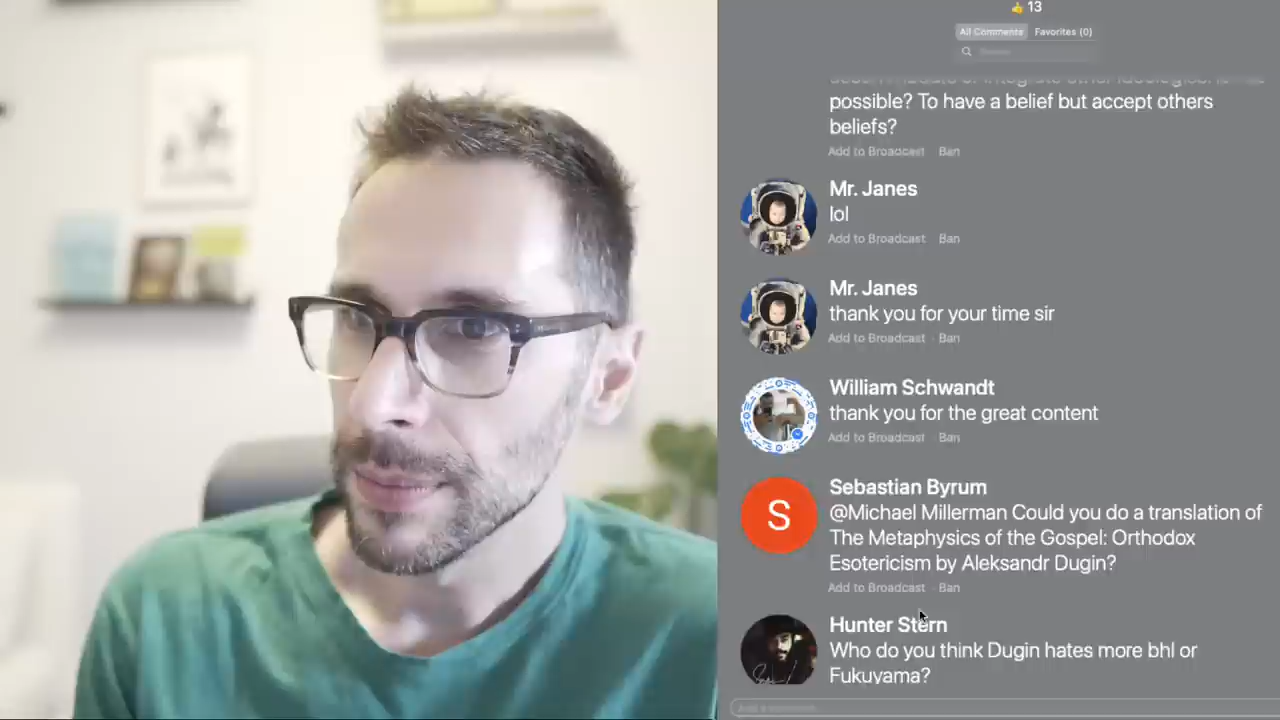 👍 13
All Comments Favorites (0)
possible? To have a belief but accept others
beliefs?
Add to Broadcast · Ban
Mr. Janes
lol
Add to Broadcast · Ban
Mr. Janes
thank you for your time sir
Add to Broadcast · Ban
William Schwandt
thank you for the great content
Add to Broadcast · Ban
S
Sebastian Byrum
@Michael Millerman Could you do a translation of
The Metaphysics of the Gospel: Orthodox
Esotericism by Aleksandr Dugin?
Add to Broadcast · Ban
Hunter Stern
Who do you think Dugin hates more bhl or
Fukuyama?